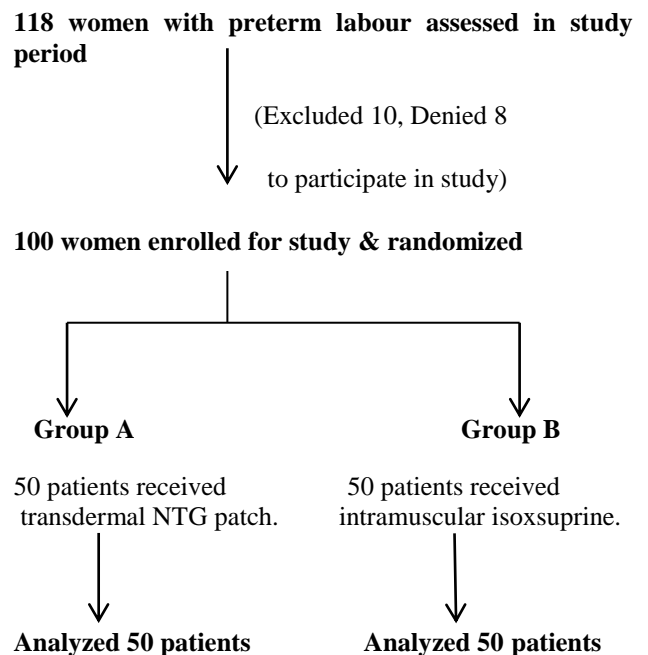 118 women with preterm labour assessed in study
period
(Excluded 10, Denied 8
to participate in study)
100 women enrolled for study & randomized
Group A
Group B
50 patients received
transdermal NTG patch.
50 patients received
intramuscular isoxsuprine.
Analyzed 50 patients
Analyzed 50 patients